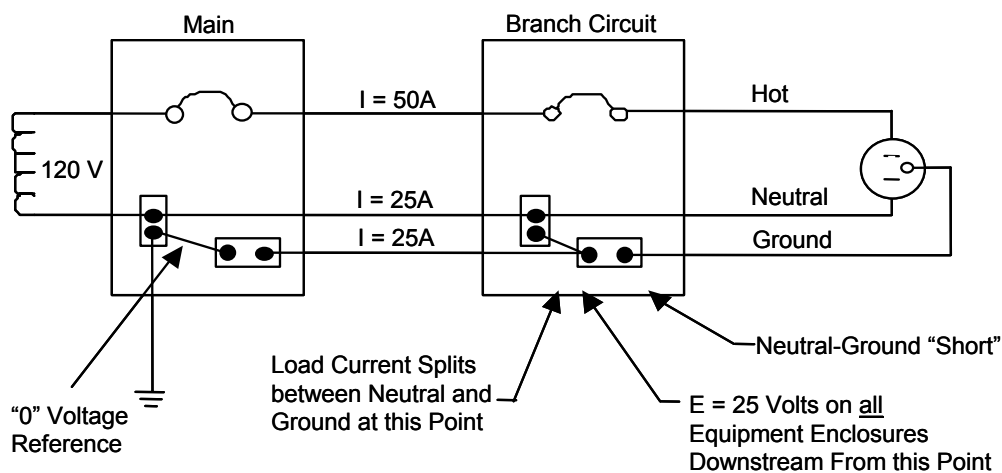 Main
Branch Circuit
I = 50A
Hot
120 V
I = 25A
Neutral
I = 25A
Ground
Load Current Splits
between Neutral and
Ground at this Point
Neutral-Ground “Short”
“0” Voltage
Reference
E = 25 Volts on all
Equipment Enclosures
Downstream From this Point